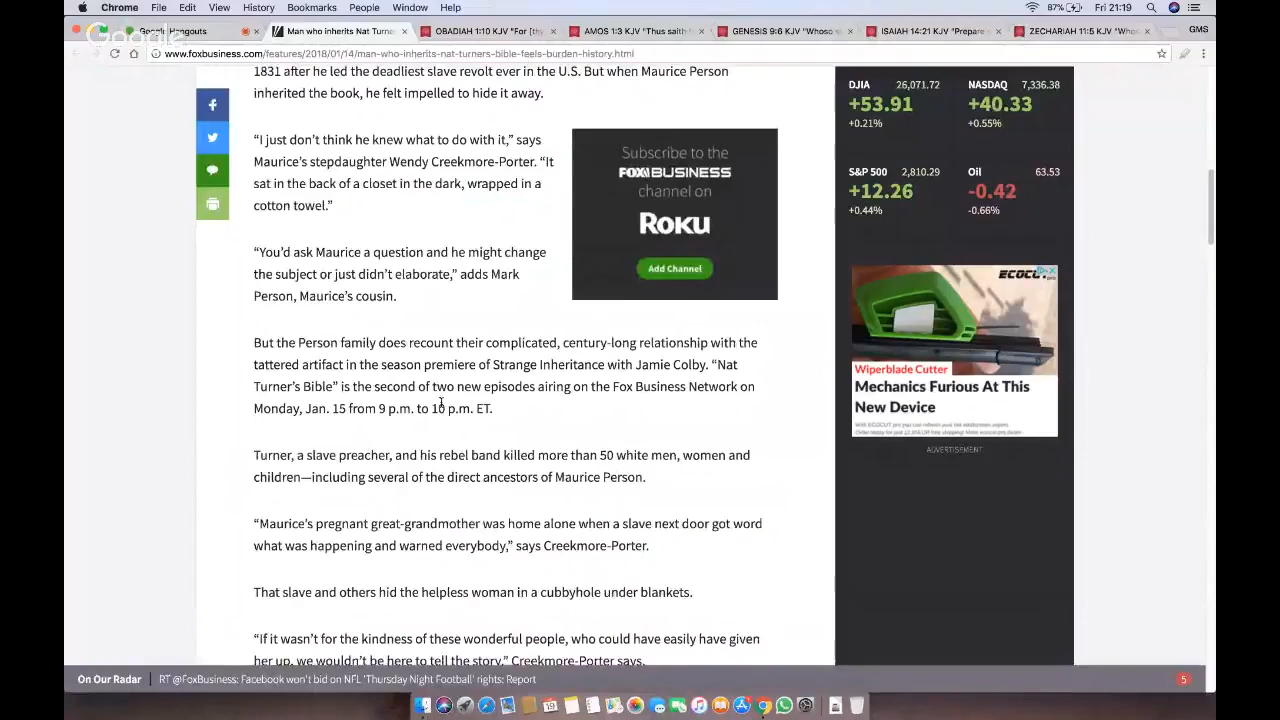 Chrome File Edit View History Bookmarks People Window Help 87% Fri 21:19
Google
Google Hangouts Man who inherits Nat Turner OBADIAH 1:10 KJV "For [thy AMOS 1:3 KJV "Thus saith GENESIS 9:6 KJV "Whoso s ISAIAH 14:21 KJV "Prepare s ZECHARIAH 11:5 KJV "Whos GMS
www.foxbusiness.com/features/2018/01/14/man-who-inherits-nat-turners-bible-feels-burden-history.html
1831 after he led the deadliest slave revolt ever in the U.S. But when Maurice Person
inherited the book, he felt impelled to hide it away.
“I just don’t think he knew what to do with it,” says
Maurice’s stepdaughter Wendy Creekmore-Porter. “It
sat in the back of a closet in the dark, wrapped in a
cotton towel.”
“You’d ask Maurice a question and he might change
the subject or just didn’t elaborate,” adds Mark
Person, Maurice’s cousin.
Subscribe to the
FOX BUSINESS
channel on
ROKU
Add Channel
But the Person family does recount their complicated, century-long relationship with the
tattered artifact in the season premiere of Strange Inheritance with Jamie Colby. “Nat
Turner’s Bible” is the second of two new episodes airing on the Fox Business Network on
Monday, Jan. 15 from 9 p.m. to 10 p.m. ET.
Turner, a slave preacher, and his rebel band killed more than 50 white men, women and
children—including several of the direct ancestors of Maurice Person.
“Maurice’s pregnant great-grandmother was home alone when a slave next door got word
what was happening and warned everybody,” says Creekmore-Porter.
That slave and others hid the helpless woman in a cubbyhole under blankets.
“If it wasn’t for the kindness of these wonderful people, who could have easily have given
her up, we wouldn’t be here to tell the story,” Creekmore-Porter says.
DJIA 26,071.72 NASDAQ 7,336.38
+53.91 +40.33
+0.21% +0.55%
S&P 500 2,810.29 Oil 63.53
+12.26 -0.42
+0.44% -0.66%
ECOCUT pro
Wiperblade Cutter
Mechanics Furious At This
New Device
ADVERTISEMENT
On Our Radar RT @FoxBusiness: Facebook won't bid on NFL 'Thursday Night Football' rights: Report 5
19